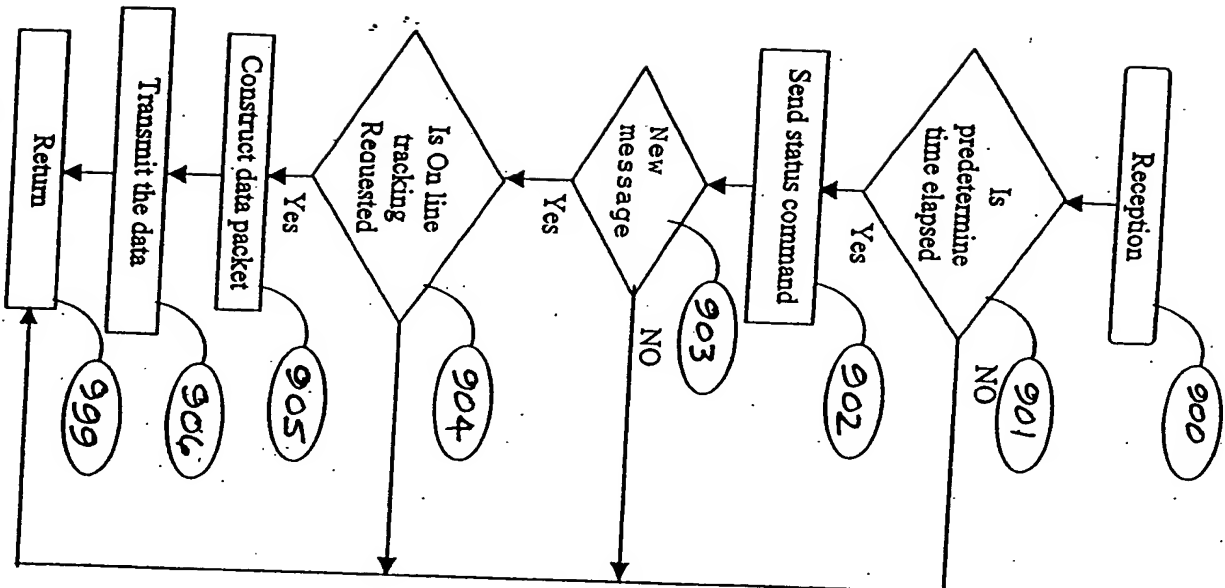 Reception
900
Is
predetermine
time elapsed
901
NO
Yes
Send status command
902
New
message
903
NO
Yes
Is On line
tracking
Requested
904
Yes
Construct data packet
905
Transmit the data
906
Return
999